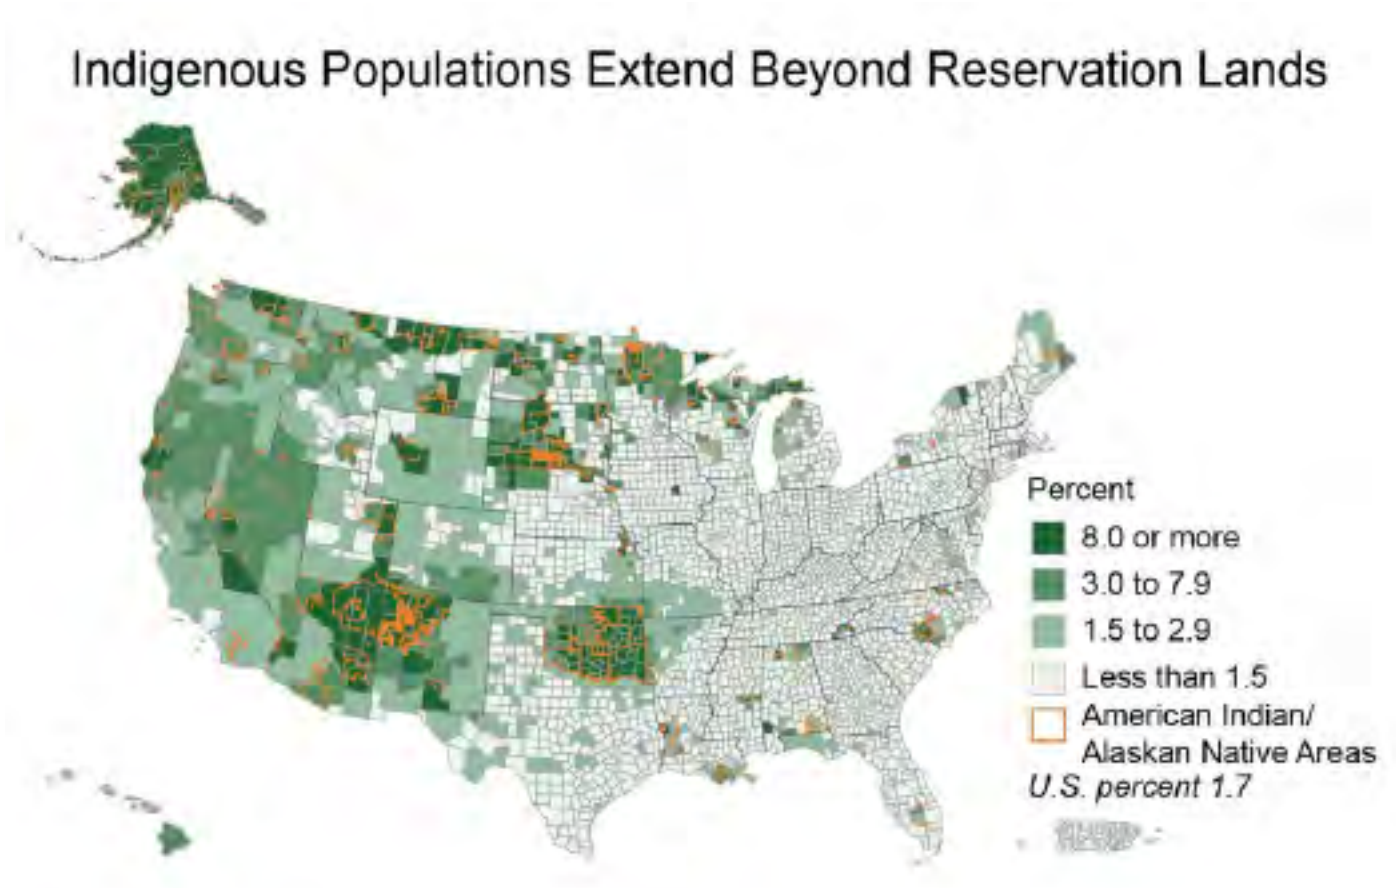 Indigenous Populations Extend Beyond Reservation Lands
Percent
8.0 or more
3.0 to 7.9
1.5 to 2.9
Less than 1.5
American Indian/
Alaskan Native Areas
U.S. percent 1.7